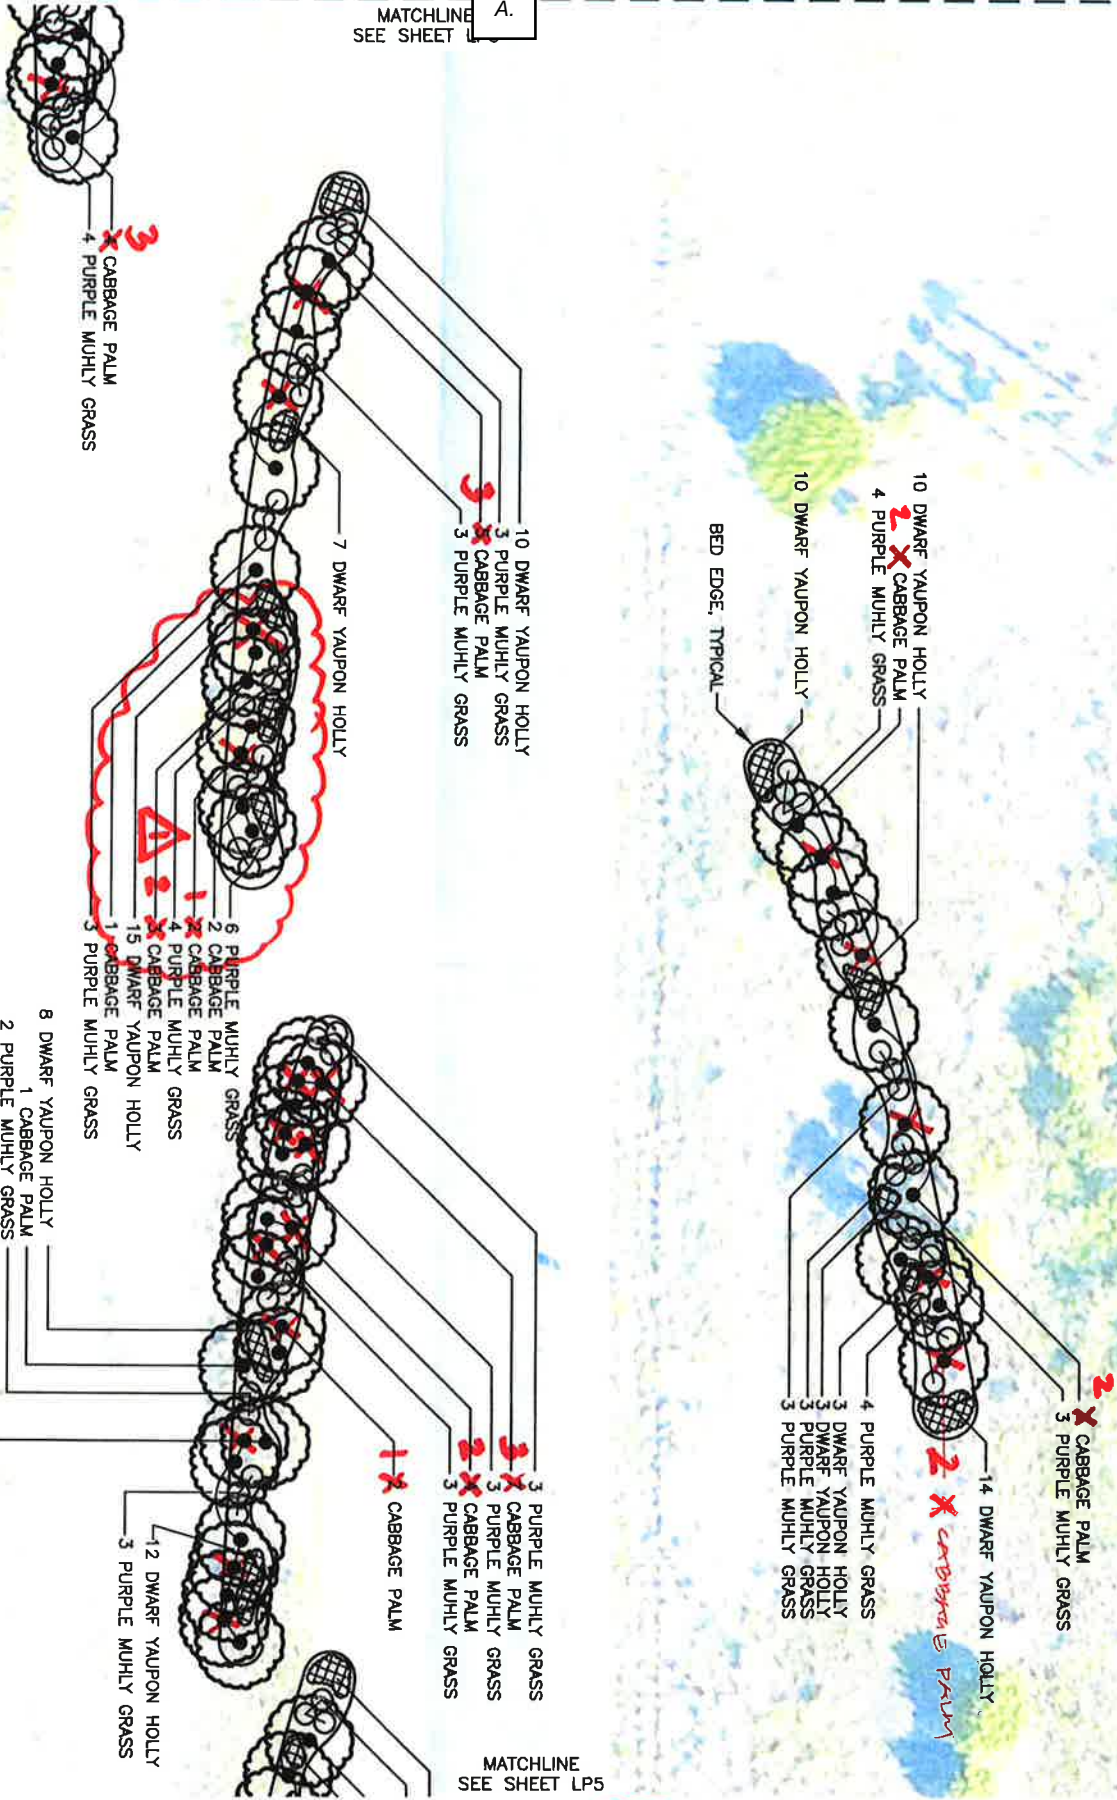 MATCHLINE
A.
SEE SHEET
3
CABBAGE PALM
4 PURPLE MUHLY GRASS
10 DWARF YAUPON HOLLY
3 PURPLE MUHLY GRASS
3 CABBAGE PALM
3 PURPLE MUHLY GRASS
7 DWARF YAUPON HOLLY
6 PURPLE MUHLY GRASS
2 CABBAGE PALM
1 CABBAGE PALM
4 PURPLE MUHLY GRASS
2 CABBAGE PALM
15 DWARF YAUPON HOLLY
1 CABBAGE PALM
3 PURPLE MUHLY GRASS
10 DWARF YAUPON HOLLY
2 CABBAGE PALM
4 PURPLE MUHLY GRASS
10 DWARF YAUPON HOLLY
BED EDGE, TYPICAL
2
CABBAGE PALM
3 PURPLE MUHLY GRASS
14 DWARF YAUPON HOLLY
2 CABBAGE PALM
4 PURPLE MUHLY GRASS
3 DWARF YAUPON HOLLY
3 DWARF YAUPON HOLLY
3 PURPLE MUHLY GRASS
3 PURPLE MUHLY GRASS
3 PURPLE MUHLY GRASS
3 CABBAGE PALM
3 PURPLE MUHLY GRASS
2 CABBAGE PALM
3 PURPLE MUHLY GRASS
1 CABBAGE PALM
8 DWARF YAUPON HOLLY
1 CABBAGE PALM
2 PURPLE MUHLY GRASS
12 DWARF YAUPON HOLLY
3 PURPLE MUHLY GRASS
MATCHLINE
SEE SHEET LP5